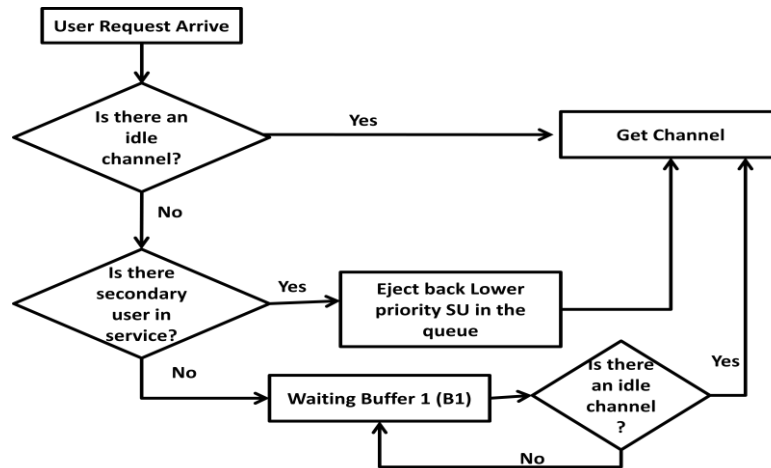 User Request Arrive
Is there an
idle
channel?
Yes
Get Channel
No
Is there
secondary
user in
service?
Yes
Eject back Lower
priority SU in the
queue
No
Waiting Buffer 1 (B1)
Is there
an idle
channel
?
Yes
No